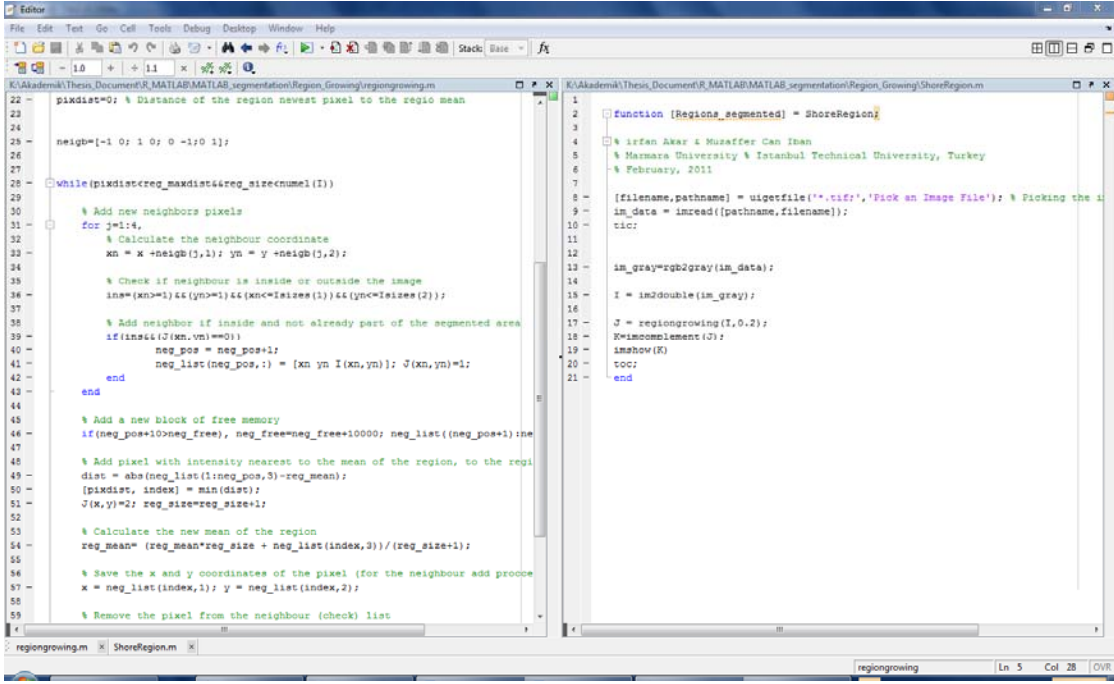 Editor
File Edit Text Go Cell Tools Debug Desktop Window Help
Stack: Base fx
- 1.0 + ÷ 1.1 ×
K:\Akademik\Thesis_Document\R_MATLAB\MATLAB_segmentation\Region_Growing\regiongrowing.m
22 - pixdist=0; % Distance of the region newest pixel to the regio mean
23
24
25 - neigb=[-1 0; 1 0; 0 -1;0 1];
26
27
28 - while(pixdist<reg_maxdist&&reg_size<numel(I))
29
30 % Add new neighbors pixels
31 - for j=1:4,
32 % Calculate the neighbour coordinate
33 - xn = x +neigb(j,1); yn = y +neigb(j,2);
34
35 % Check if neighbour is inside or outside the image
36 - ins=(xn>=1)&&(yn>=1)&&(xn<=Isizes(1))&&(yn<=Isizes(2));
37
38 % Add neighbor if inside and not already part of the segmented area
39 - if(ins&&(J(xn,yn)==0))
40 - neg_pos = neg_pos+1;
41 - neg_list(neg_pos,:) = [xn yn I(xn,yn)]; J(xn,yn)=1;
42 - end
43 - end
44
45 % Add a new block of free memory
46 - if(neg_pos+10>neg_free), neg_free=neg_free+10000; neg_list((neg_pos+1):ne
47
48 % Add pixel with intensity nearest to the mean of the region, to the regi
49 - dist = abs(neg_list(1:neg_pos,3)-reg_mean);
50 - [pixdist, index] = min(dist);
51 - J(x,y)=2; reg_size=reg_size+1;
52
53 % Calculate the new mean of the region
54 - reg_mean= (reg_mean*reg_size + neg_list(index,3))/(reg_size+1);
55
56 % Save the x and y coordinates of the pixel (for the neighbour add procce
57 - x = neg_list(index,1); y = neg_list(index,2);
58
59 % Remove the pixel from the neighbour (check) list
K:\Akademik\Thesis_Document\R_MATLAB\MATLAB_segmentation\Region_Growing\ShoreRegion.m
1
2 function [Regions_segmented] = ShoreRegion;
3
4 % irfan Akar & Muzaffer Can Iban
5 % Marmara University % Istanbul Technical University, Turkey
6 % February, 2011
7
8 - [filename,pathname] = uigetfile('*.tif;','Pick an Image File'); % Picking the i
9 - im_data = imread([pathname,filename]);
10 - tic;
11
12
13 - im_gray=rgb2gray(im_data);
14
15 - I = im2double(im_gray);
16
17 - J = regiongrowing(I,0.2);
18 - K=imcomplement(J);
19 - imshow(K)
20 - toc;
21 - end
regiongrowing.m × ShoreRegion.m ×
regiongrowing Ln 5 Col 28 OVR